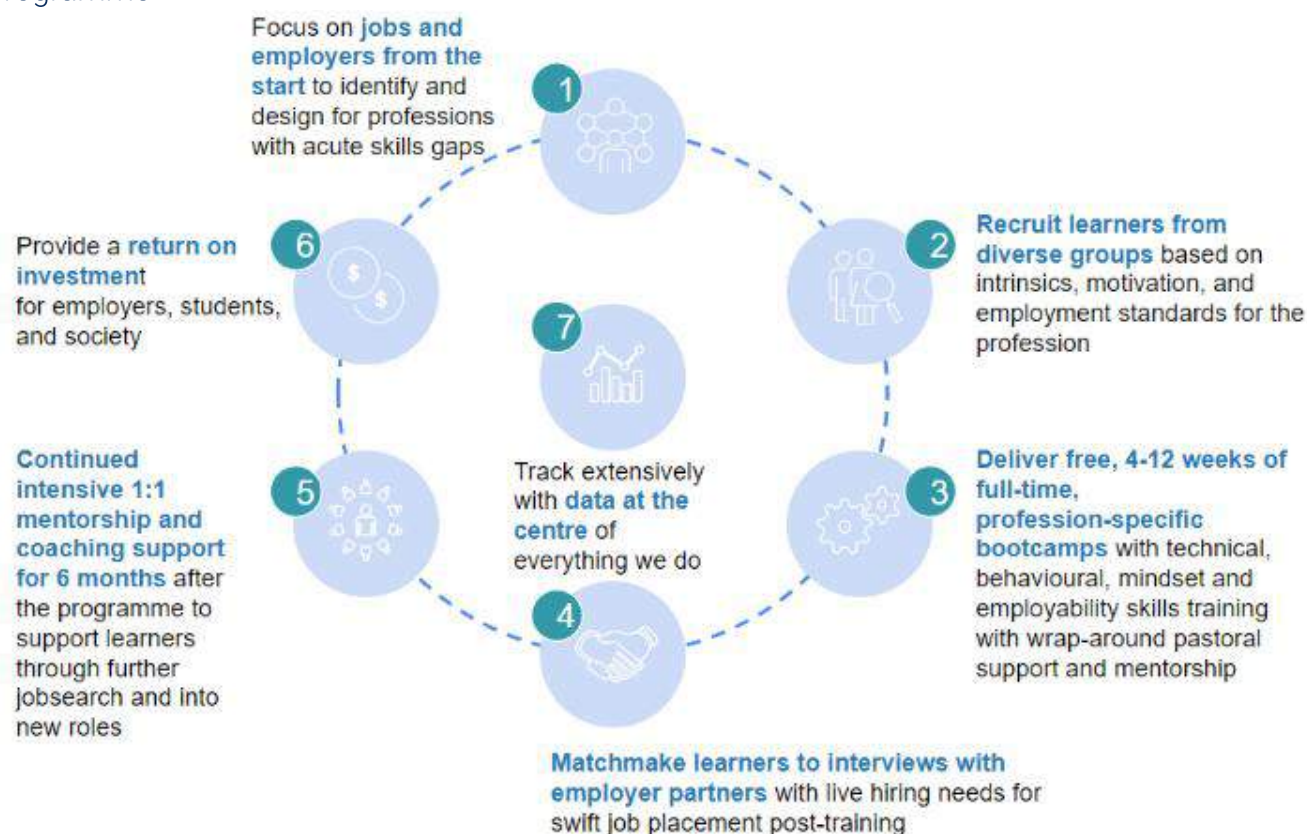 Focus on jobs and
employers from the
start to identify and
design for professions
with acute skills gaps
1
2
Recruit learners from
diverse groups based on
intrinsics, motivation, and
employment standards for the
profession
3
Deliver free, 4-12 weeks of
full-time,
profession-specific
bootcamps with technical,
behavioural, mindset and
employability skills training
with wrap-around pastoral
support and mentorship
4
Matchmake learners to interviews with
employer partners with live hiring needs for
swift job placement post-training
5
Continued
intensive 1:1
mentorship and
coaching support
for 6 months after
the programme to
support learners
through further
jobsearch and into
new roles
6
Provide a return on
investment
for employers, students,
and society
$
$
7
Track extensively
with data at the
centre of
everything we do